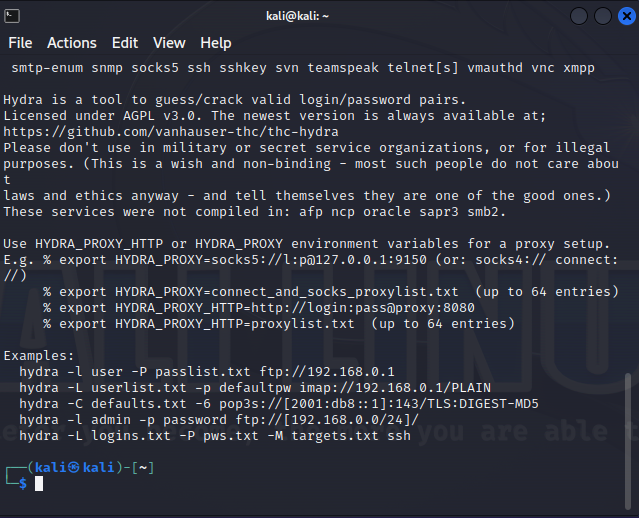 kali@kali: ~
File Actions Edit View Help
smtp-enum snmp socks5 ssh sshkey svn teamspeak telnet[s] vmauthd vnc xmpp
Hydra is a tool to guess/crack valid login/password pairs.
Licensed under AGPL v3.0. The newest version is always available at;
https://github.com/vanhauser-thc/thc-hydra
Please don't use in military or secret service organizations, or for illegal
purposes. (This is a wish and non-binding - most such people do not care abou
t
laws and ethics anyway - and tell themselves they are one of the good ones.)
These services were not compiled in: afp ncp oracle sapr3 smb2.
Use HYDRA_PROXY_HTTP or HYDRA_PROXY environment variables for a proxy setup.
E.g. % export HYDRA_PROXY=socks5://l:p@127.0.0.1:9150 (or: socks4:// connect:
//)
% export HYDRA_PROXY=connect_and_socks_proxylist.txt (up to 64 entries)
% export HYDRA_PROXY_HTTP=http://login:pass@proxy:8080
% export HYDRA_PROXY_HTTP=proxylist.txt (up to 64 entries)
Examples:
hydra -l user -P passlist.txt ftp://192.168.0.1
hydra -L userlist.txt -p defaultpw imap://192.168.0.1/PLAIN
hydra -C defaults.txt -6 pop3s://[2001:db8::1]:143/TLS:DIGEST-MD5
hydra -l admin -p password ftp://[192.168.0.0/24]/
hydra -L logins.txt -P pws.txt -M targets.txt ssh
┌──(kali㉿kali)-[~]
└─$